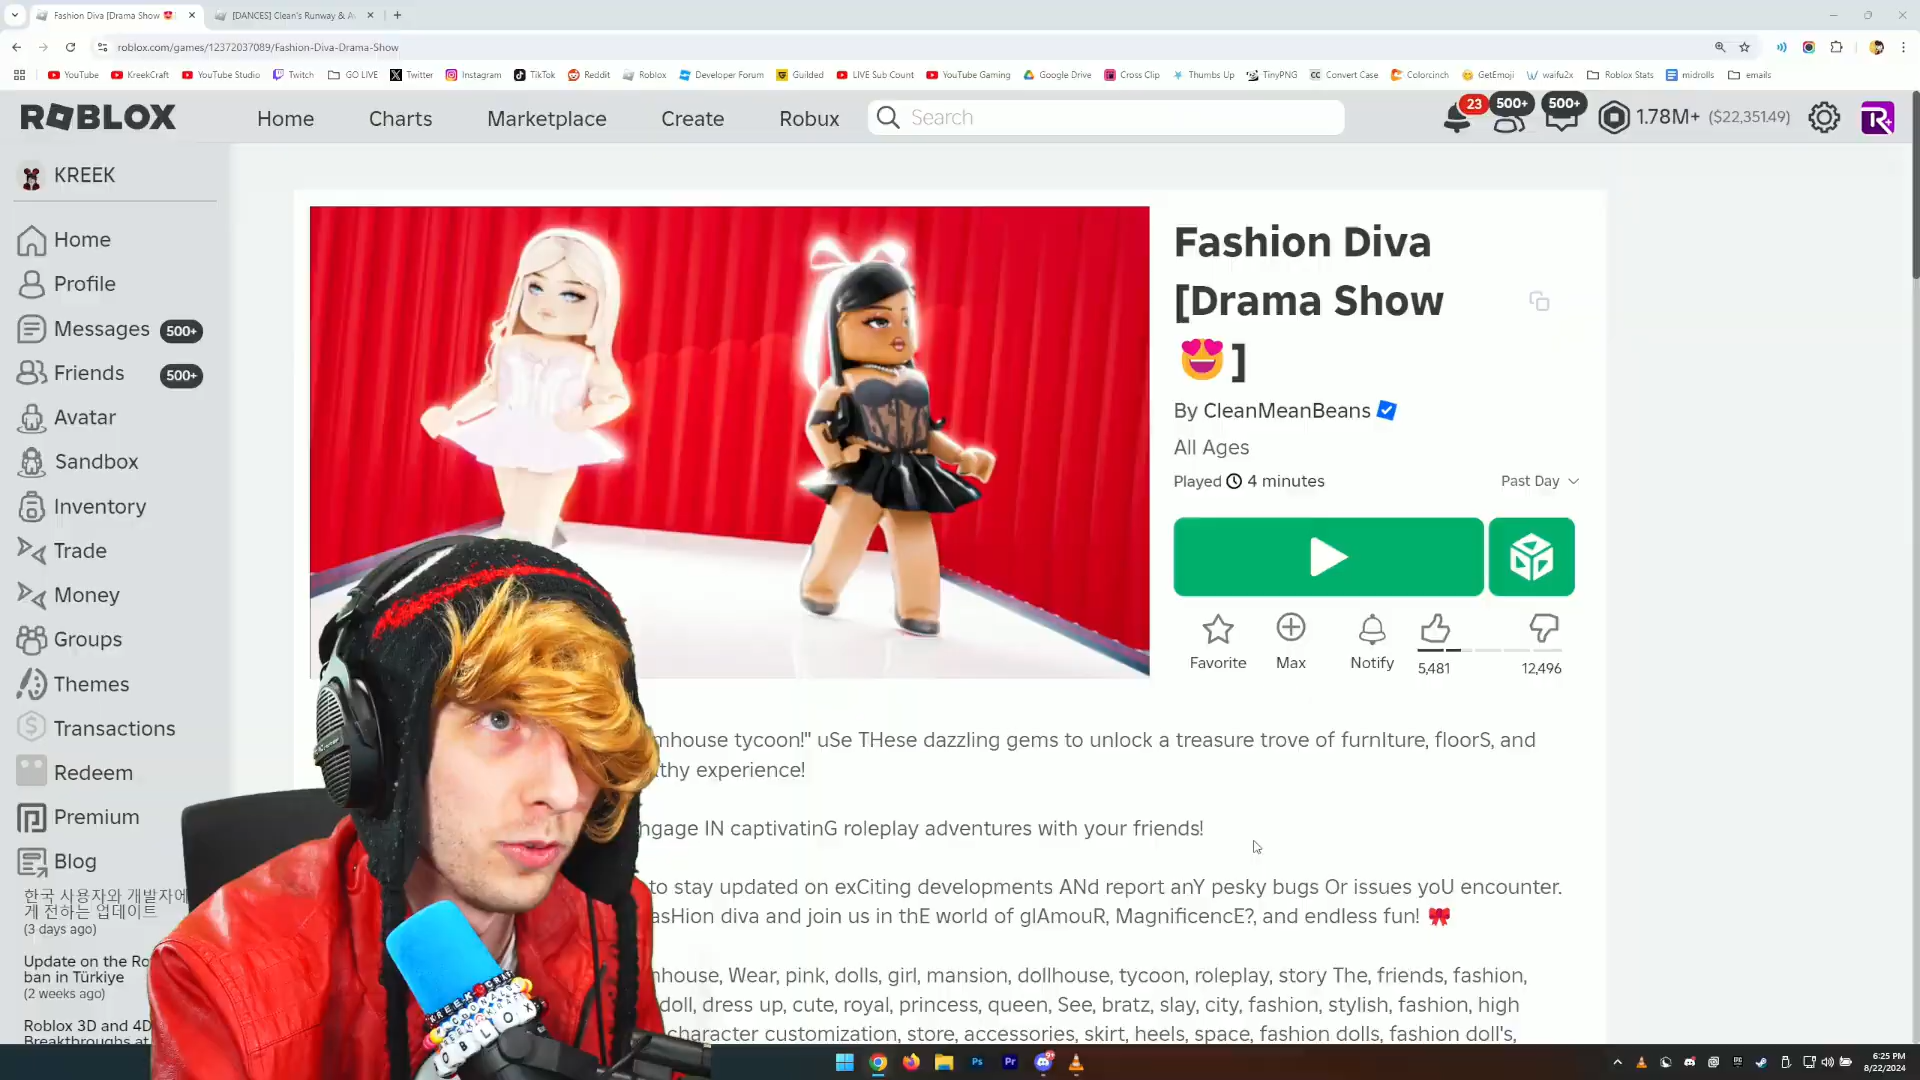 Fashion Diva [Drama Show 😍
[DANCES] Clean's Runway & A
roblox.com/games/12372037089/Fashion-Diva-Drama-Show
YouTube KreekCraft YouTube Studio Twitch GO LIVE Twitter Instagram TikTok Reddit Roblox Developer Forum Guilded LIVE Sub Count YouTube Gaming Google Drive Cross Clip Thumbs Up TinyPNG Convert Case Colorcinch GetEmoji waifu2x Roblox Stats midrolls emails
ROBLOX Home Charts Marketplace Create Robux Search 23 500+ 500+ 1.78M+ ($22,351.49)
KREEK
Home
Profile
Messages 500+
Friends 500+
Avatar
Sandbox
Inventory
Trade
Money
Groups
Themes
Transactions
Redeem
Premium
Blog
한국 사용자와 개발자에
게 전하는 업데이트
(3 days ago)
Update on the Ro
ban in Türkiye
(2 weeks ago)
Roblox 3D and 4D
Breakthroughs at
Fashion Diva
[Drama Show
😍 ]
By CleanMeanBeans
All Ages
Played 4 minutes Past Day
Favorite Max Notify 5,481 12,496
mhouse tycoon!" uSe THese dazzling gems to unlock a treasure trove of furnIture, floorS, and
thy experience!
ngage IN captivatinG roleplay adventures with your friends!
to stay updated on exCiting developments ANd report anY pesky bugs Or issues yoU encounter.
asHion diva and join us in thE world of glAmouR, MagnificencE?, and endless fun! 🎀
mhouse, Wear, pink, dolls, girl, mansion, dollhouse, tycoon, roleplay, story The, friends, fashion,
doll, dress up, cute, royal, princess, queen, See, bratz, slay, city, fashion, stylish, fashion, high
character customization, store, accessories, skirt, heels, space, fashion dolls, fashion doll's,
KREEKCRAFT
ROBLOX
6:25 PM
8/22/2024